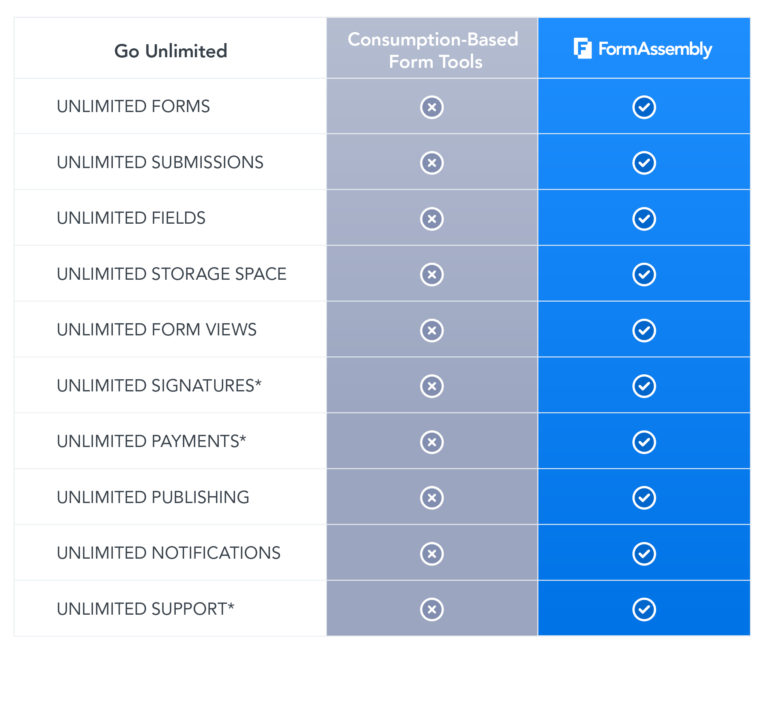 Go Unlimited
Consumption-Based
Form Tools
FormAssembly
UNLIMITED FORMS
UNLIMITED SUBMISSIONS
UNLIMITED FIELDS
UNLIMITED STORAGE SPACE
UNLIMITED FORM VIEWS
UNLIMITED SIGNATURES*
UNLIMITED PAYMENTS*
UNLIMITED PUBLISHING
UNLIMITED NOTIFICATIONS
UNLIMITED SUPPORT*